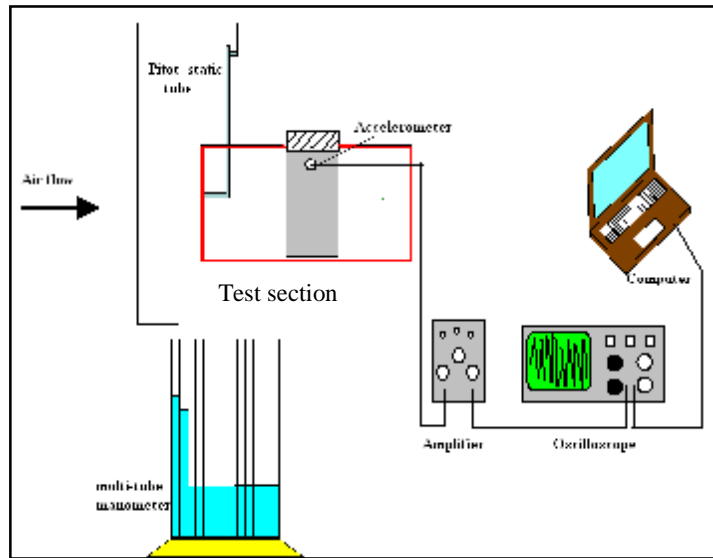 Pitot static
tube
Accelerometer
Air flow
Test section
Computer
Amplifier
Oscilloscope
multi-tube
manometer